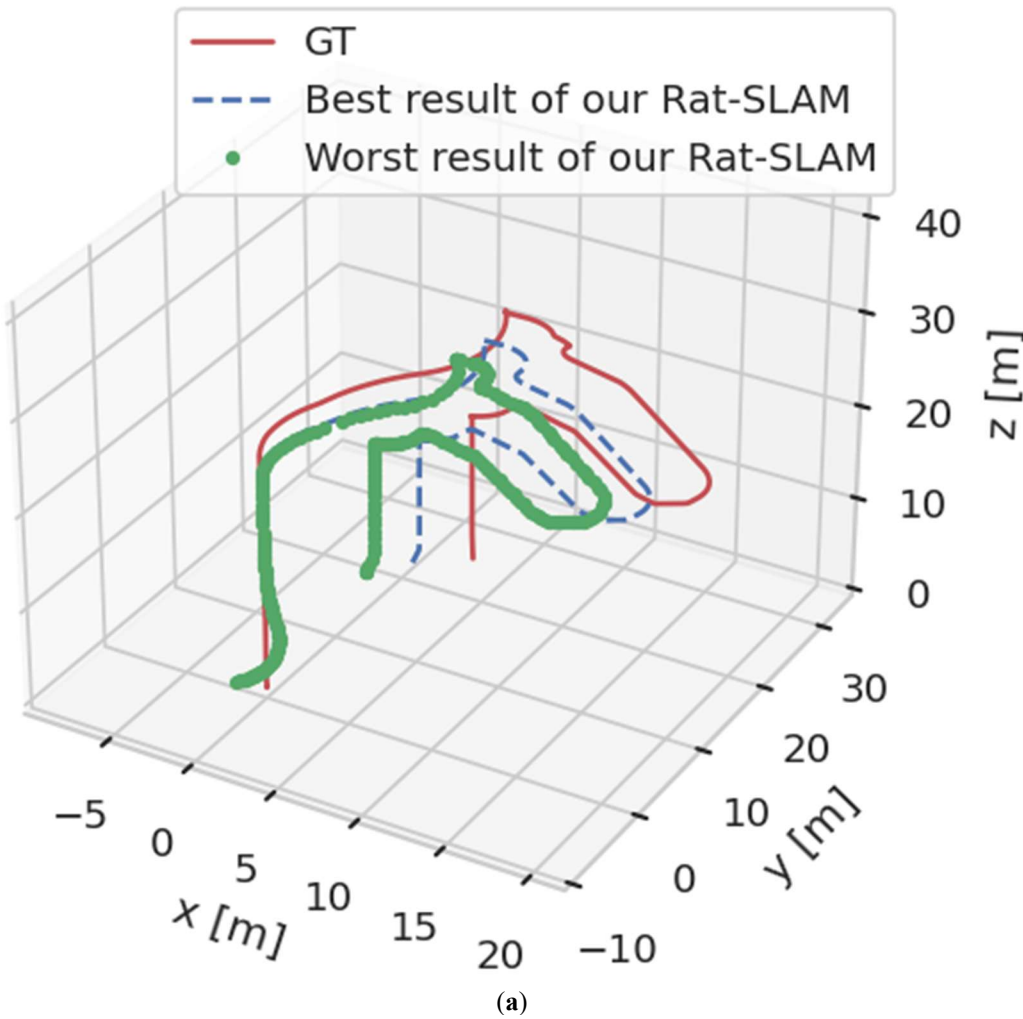 GT
Best result of our Rat-SLAM
Worst result of our Rat-SLAM
40
30
20
10
0
z [m]
30
20
10
0
−10
y [m]
−5
0
5
10
15
20
x [m]
(a)